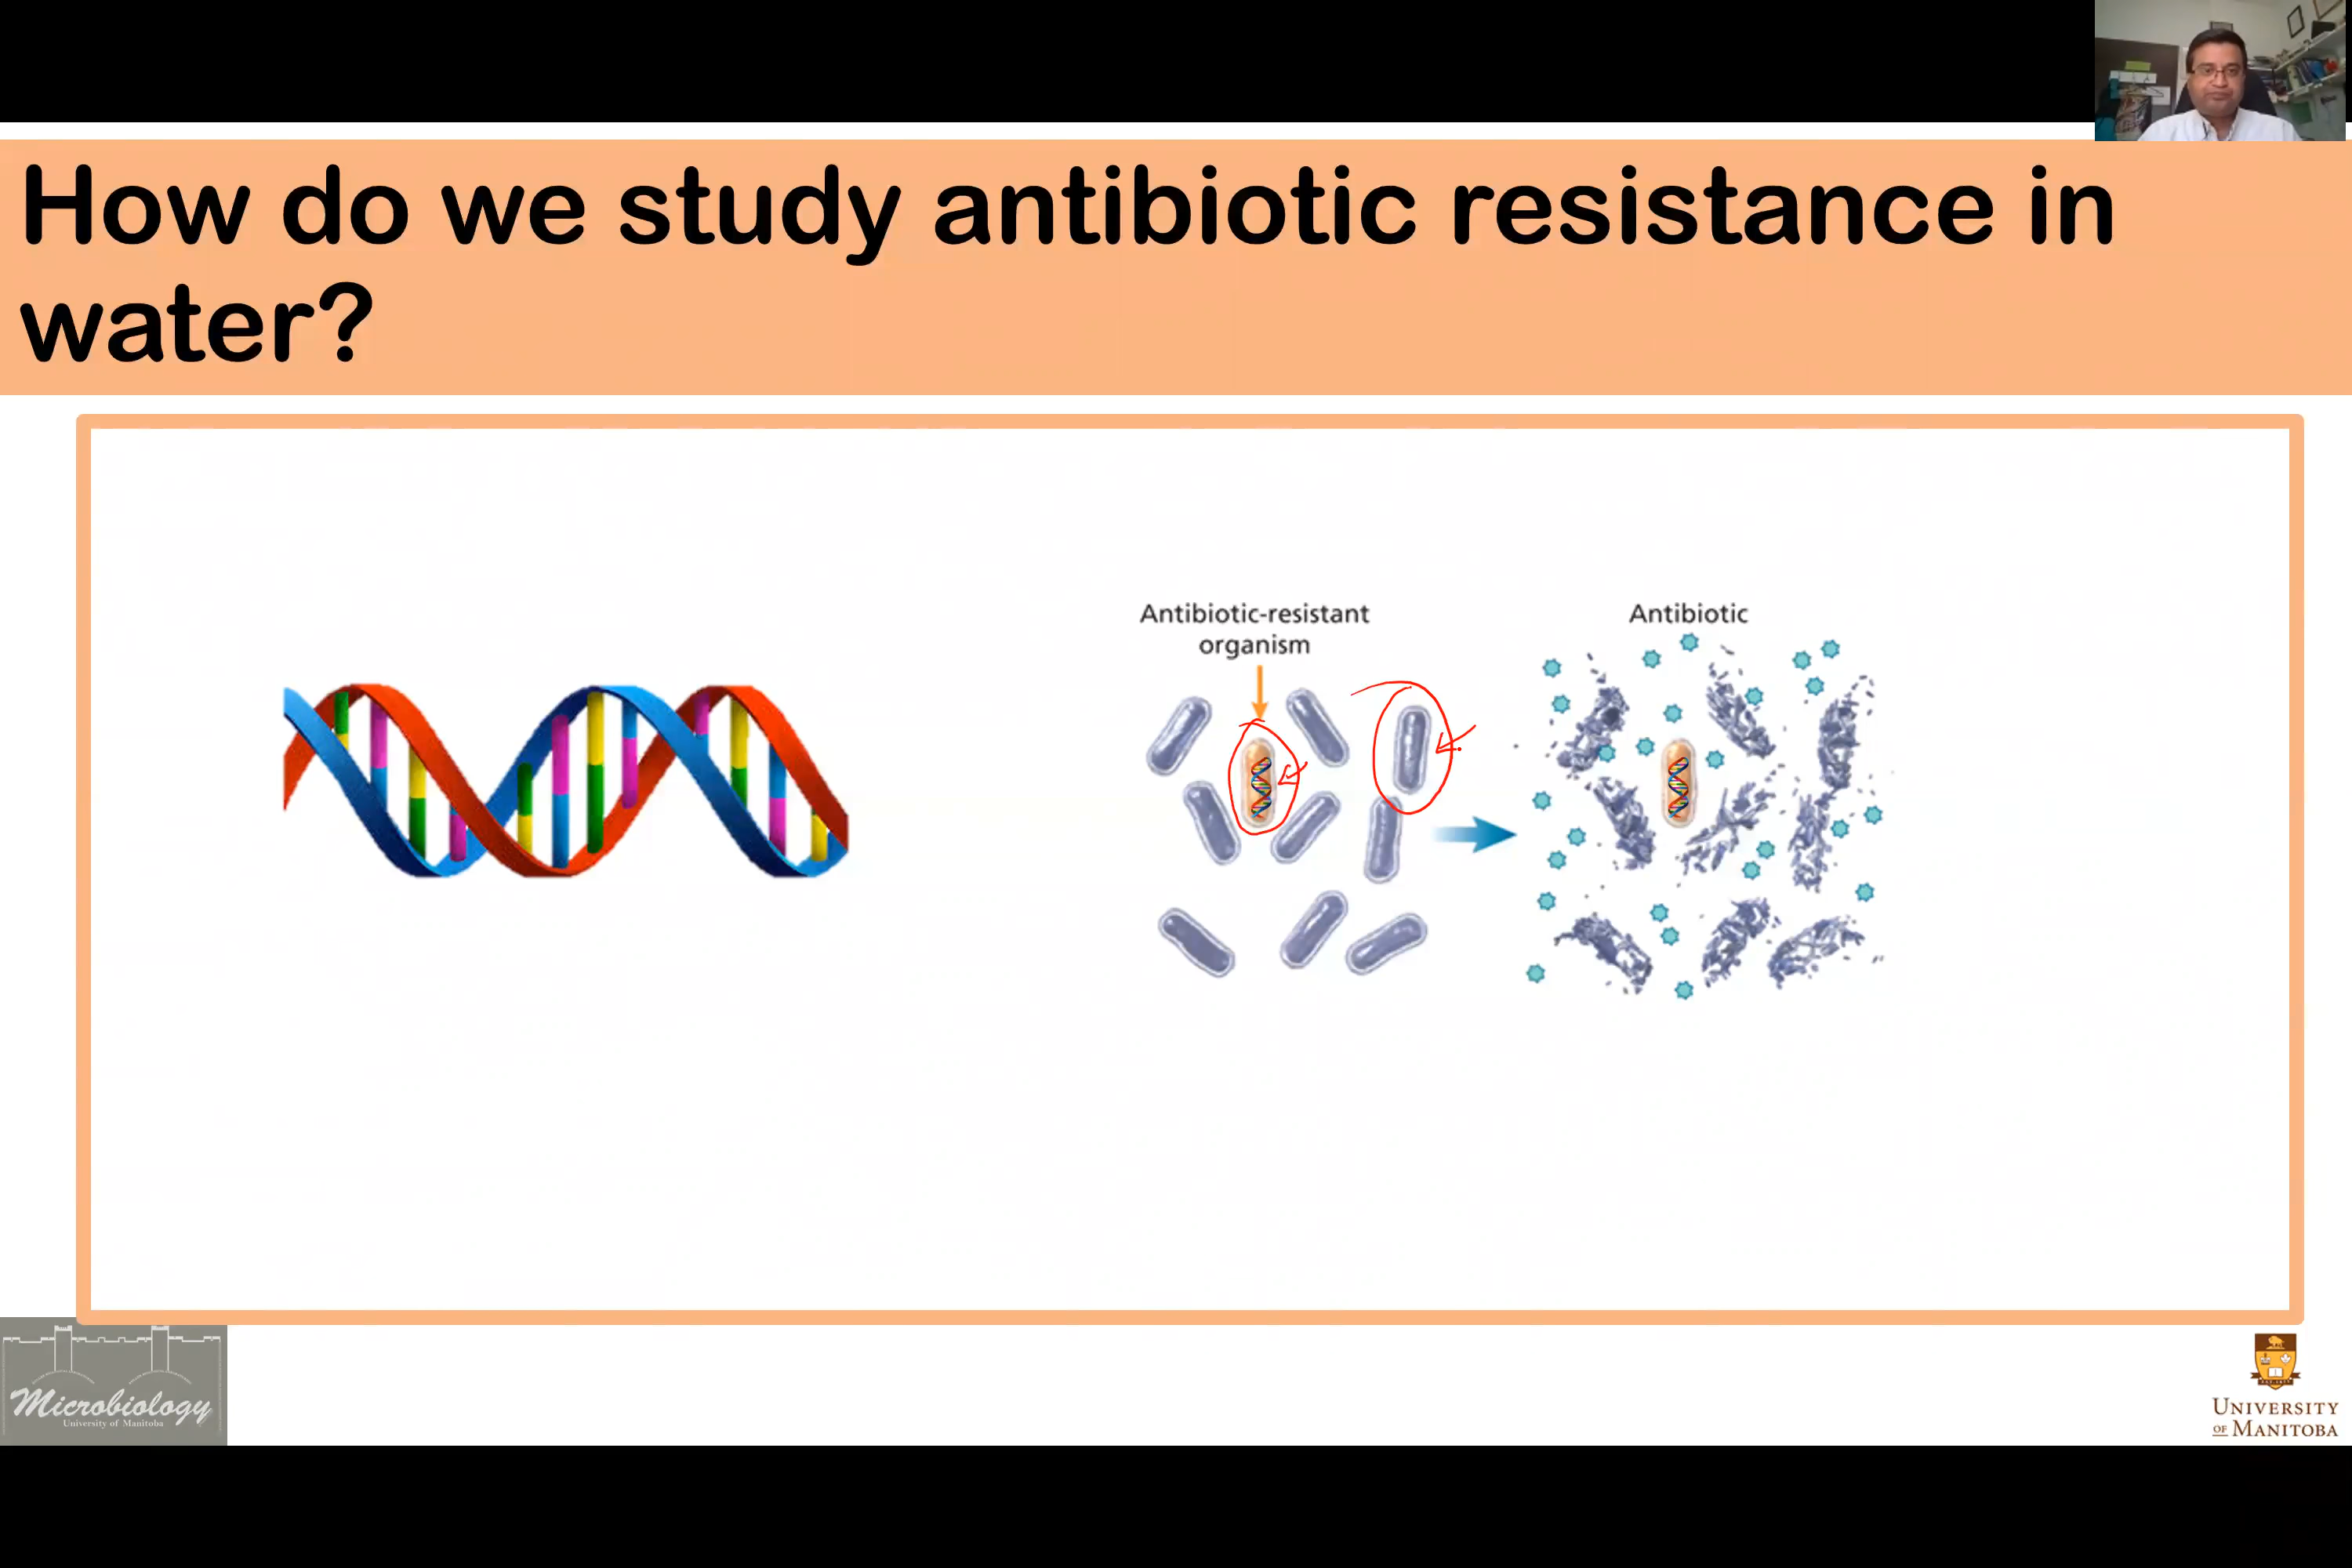 How do we study antibiotic resistance in
water?
Antibiotic-resistant
organism
Antibiotic
Microbiology
University of Manitoba
UNIVERSITY
OF MANITOBA